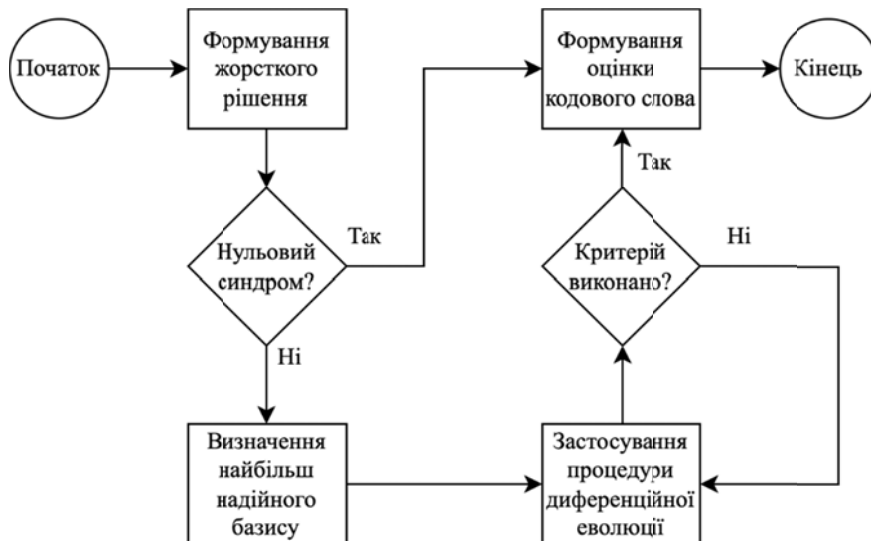 Початок
Формування
жорсткого
рішення
Формування
оцінки
кодового слова
Кінець
Так
Нульовий
синдром?
Так
Критерій
виконано?
Ні
Ні
Визначення
найбільш
надійного
базису
Застосування
процедури
диференційної
еволюції